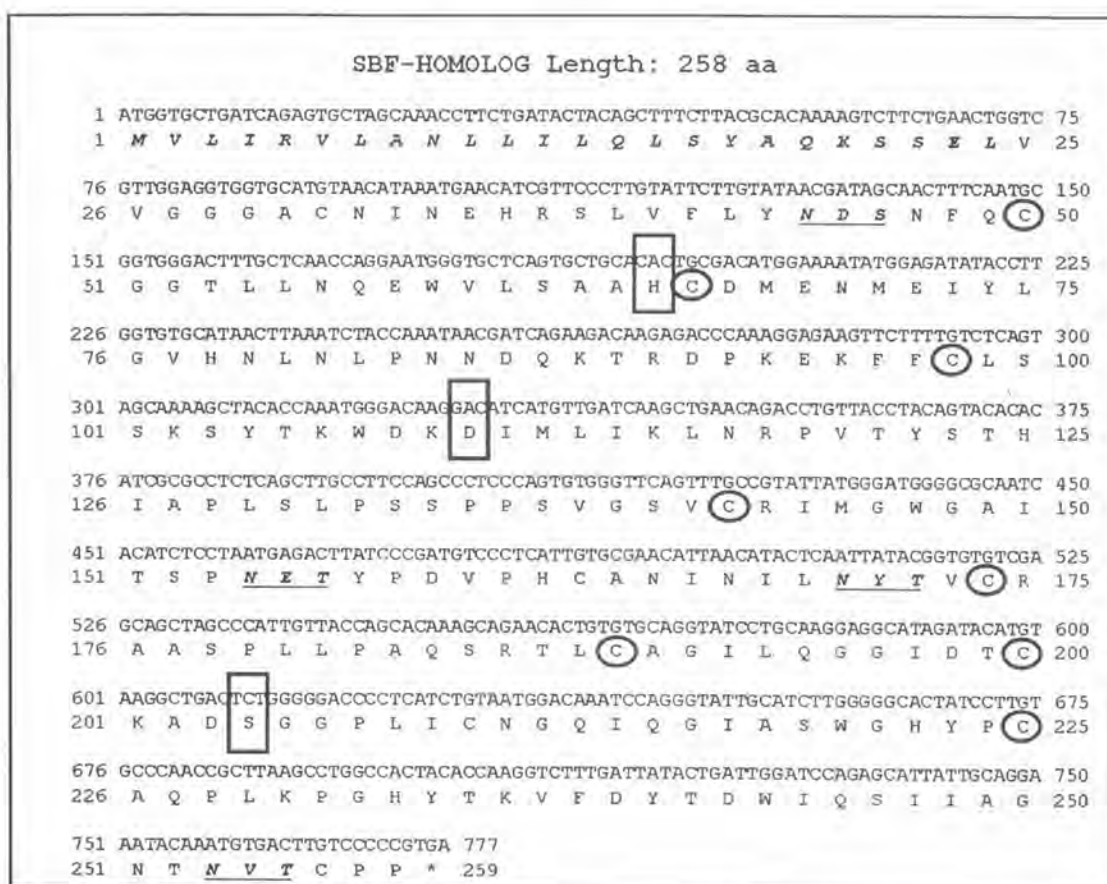 SBF-HOMOLOG Length: 258 aa
1 ATGGTGCTGATCAGAGTGCTAGCAAACCTTCTGATACTACAGCTTTCTTACGCACAAAAGTCTTCTGAACTGGTC 75
1 M V L I R V L A N L L I L Q L S Y A Q K S S E L V 25
76 GTTGGAGGTGGTGCATGTAACATAAATGAACATCGTTCCCTTGTATTCTTGTATAACGATAGCAACTTTCAATGC 150
26 V G G G A C N I N E H R S L V F L Y N D S N F Q C 50
151 GGTGGGACTTTGCTCAACCAGGAATGGGTGCTCAGTGCTGCACACTGCGACATGGAAAATATGGAGATATACCTT 225
51 G G T L L N Q E W V L S A A H C D M E N M E I Y L 75
226 GGTGTGCATAACTTAAATCTACCAAATAACGATCAGAAGACAAGAGACCCAAAGGAGAAGTTCTTTTGTCTCAGT 300
76 G V H N L N L P N N D Q K T R D P K E K F F C L S 100
301 AGCAAAAGCTACACCAAATGGGACAAGGACATCATGTTGATCAAGCTGAACAGACCTGTTACCTACAGTACACAC 375
101 S K S Y T K W D K D I M L I K L N R P V T Y S T H 125
376 ATCGCGCCTCTCAGCTTGCCTTCCAGCCCTCCCAGTGTGGGTTCAGTTTGCCGTATTATGGGATGGGGCGCAATC 450
126 I A P L S L P S S P P S V G S V C R I M G W G A I 150
451 ACATCTCCTAATGAGACTTATCCCGATGTCCCTCATTGTGCGAACATTAACATACTCAATTATACGGTGTGTCGA 525
151 T S P N E T Y P D V P H C A N I N I L N Y T V C R 175
526 GCAGCTAGCCCATTGTTACCAGCACAAAGCAGAACACTGTGTGCAGGTATCCTGCAAGGAGGCATAGATACATGT 600
176 A A S P L L P A Q S R T L C A G I L Q G G I D T C 200
601 AAGGCTGACTCTGGGGGACCCCTCATCTGTAATGGACAAATCCAGGGTATTGCATCTTGGGGGCACTATCCTTGT 675
201 K A D S G G P L I C N G Q I Q G I A S W G H Y P C 225
676 GCCCAACCGCTTAAGCCTGGCCACTACACCAAGGTCTTTGATTATACTGATTGGATCCAGAGCATTATTGCAGGA 750
226 A Q P L K P G H Y T K V F D Y T D W I Q S I I A G 250
751 AATACAAATGTGACTTGTCCCCCGTGA 777
251 N T N V T C P P * 259